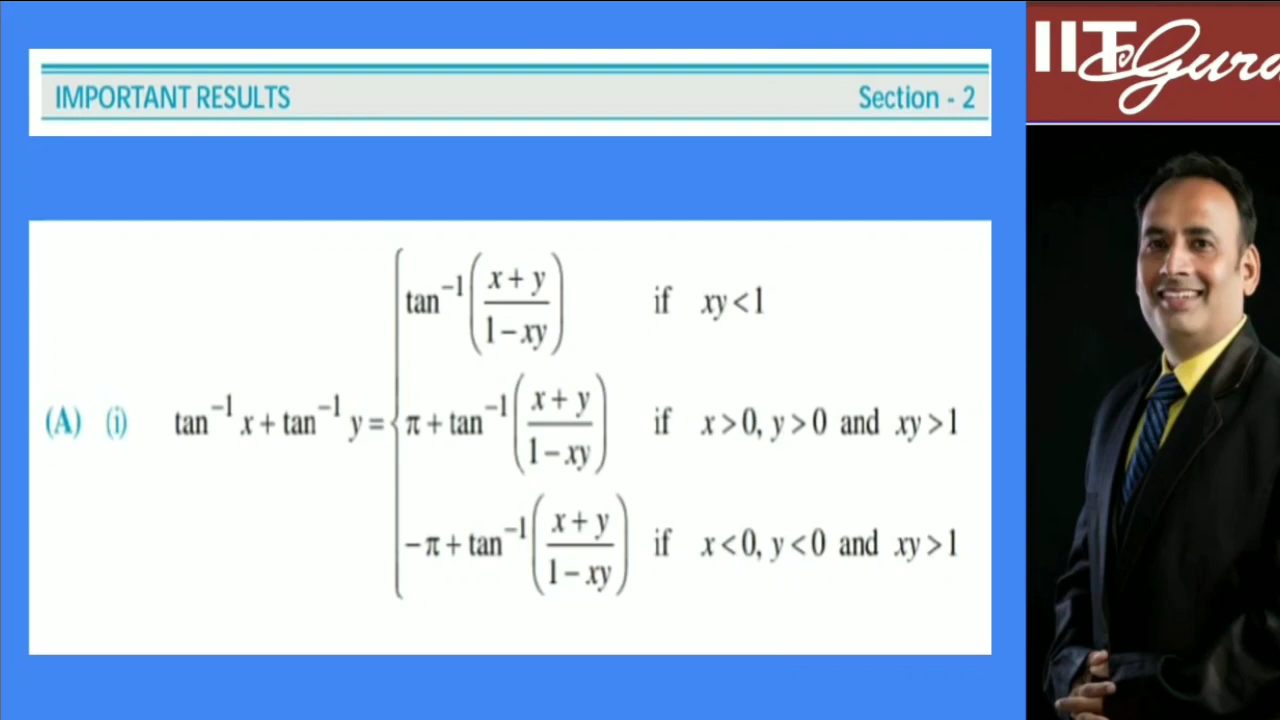 IMPORTANT RESULTS Section - 2
IIT Guru
(A) (i) tan⁻¹ x + tan⁻¹ y = { tan⁻¹ ((x + y)/(1 − xy)) if xy < 1
π + tan⁻¹ ((x + y)/(1 − xy)) if x > 0, y > 0 and xy > 1
−π + tan⁻¹ ((x + y)/(1 − xy)) if x < 0, y < 0 and xy > 1